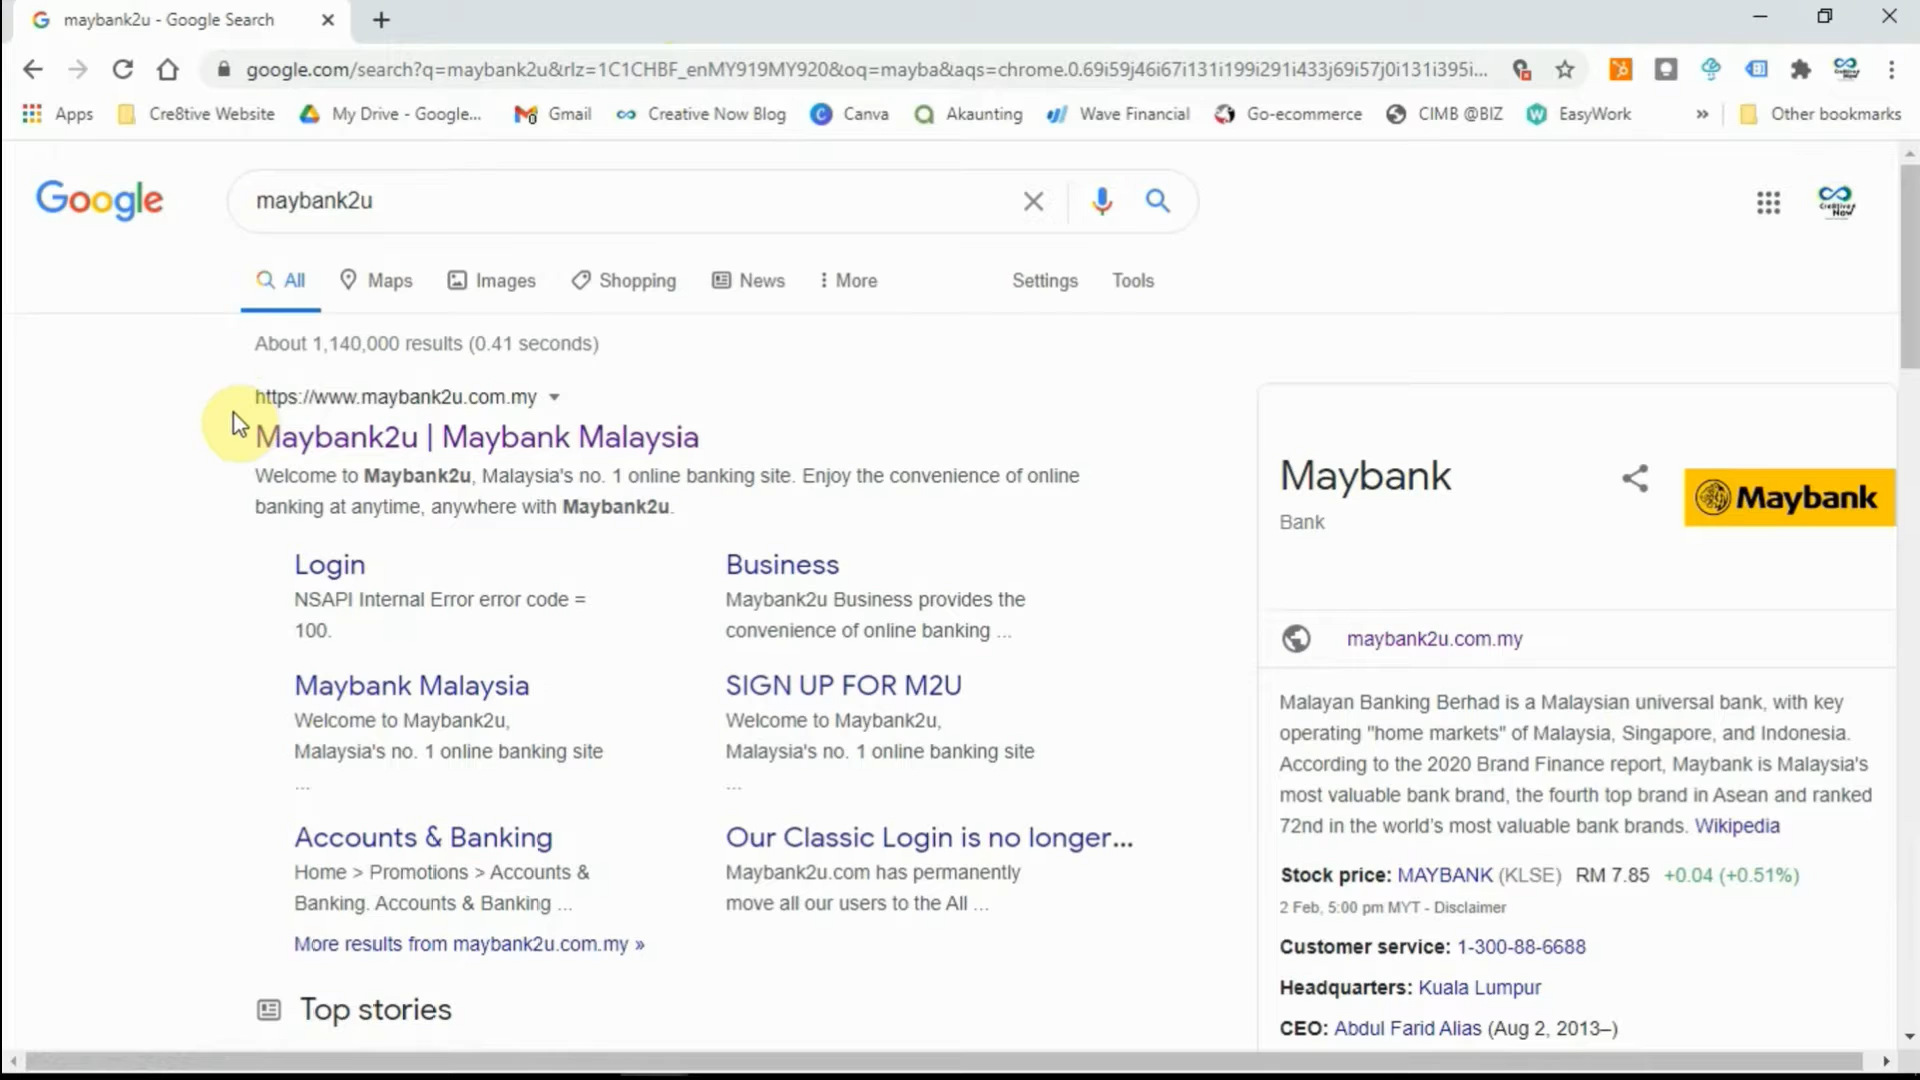 maybank2u - Google Search
google.com/search?q=maybank2u&rlz=1C1CHBF_enMY919MY920&oq=mayba&aqs=chrome.0.69i59j46i67i131i199i291i433j69i57j0i131i395i...
Apps Cre8tive Website My Drive - Google... Gmail Creative Now Blog Canva Akaunting Wave Financial Go-ecommerce CIMB @BIZ EasyWork » Other bookmarks
Google
maybank2u
Cre8tive Now
All Maps Images Shopping News More Settings Tools
About 1,140,000 results (0.41 seconds)
https://www.maybank2u.com.my
Maybank2u | Maybank Malaysia
Welcome to Maybank2u, Malaysia's no. 1 online banking site. Enjoy the convenience of online
banking at anytime, anywhere with Maybank2u.
Login
NSAPI Internal Error error code =
100.
Business
Maybank2u Business provides the
convenience of online banking ...
Maybank Malaysia
Welcome to Maybank2u,
Malaysia's no. 1 online banking site
...
SIGN UP FOR M2U
Welcome to Maybank2u,
Malaysia's no. 1 online banking site
...
Accounts & Banking
Home > Promotions > Accounts &
Banking. Accounts & Banking ...
Our Classic Login is no longer...
Maybank2u.com has permanently
move all our users to the All ...
More results from maybank2u.com.my »
Top stories
Maybank
Bank
Maybank
maybank2u.com.my
Malayan Banking Berhad is a Malaysian universal bank, with key
operating "home markets" of Malaysia, Singapore, and Indonesia.
According to the 2020 Brand Finance report, Maybank is Malaysia's
most valuable bank brand, the fourth top brand in Asean and ranked
72nd in the world's most valuable bank brands. Wikipedia
Stock price: MAYBANK (KLSE) RM 7.85 +0.04 (+0.51%)
2 Feb, 5:00 pm MYT - Disclaimer
Customer service: 1-300-88-6688
Headquarters: Kuala Lumpur
CEO: Abdul Farid Alias (Aug 2, 2013–)